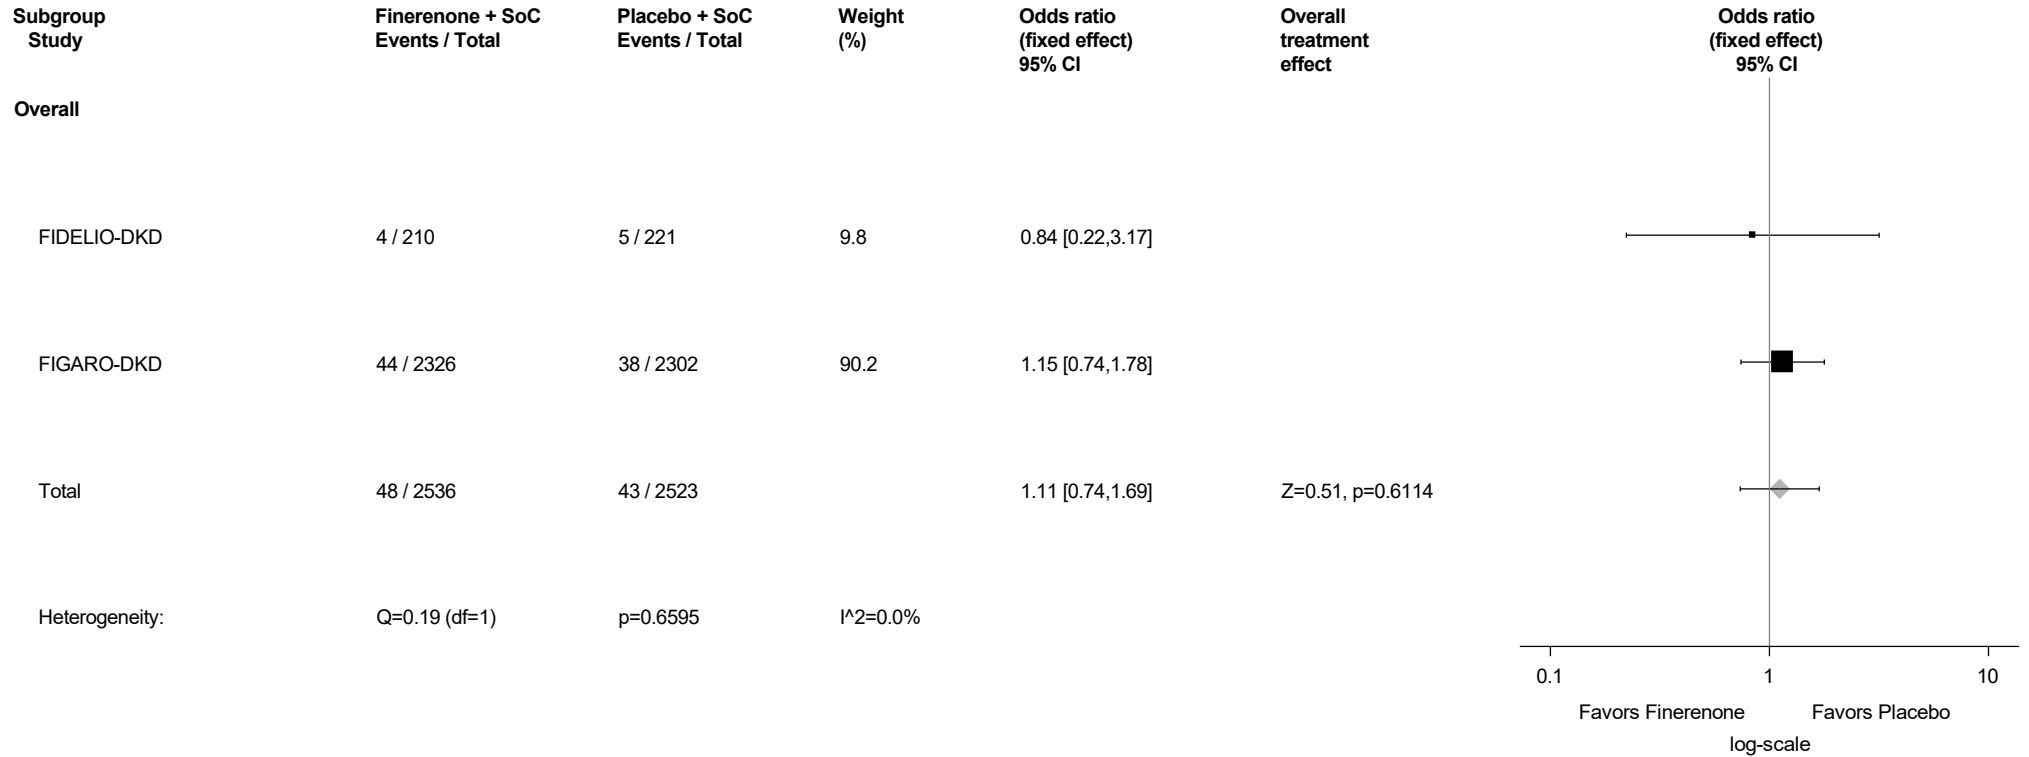 Subgroup Finerenone + SoC Placebo + SoC Weight Odds ratio Overall Odds ratio
Study Events / Total Events / Total (%) (fixed effect) treatment (fixed effect)
95% CI effect 95% CI
Overall
FIDELIO-DKD 4 / 210 5 / 221 9.8 0.84 [0.22,3.17]
FIGARO-DKD 44 / 2326 38 / 2302 90.2 1.15 [0.74,1.78]
Total 48 / 2536 43 / 2523 1.11 [0.74,1.69] Z=0.51, p=0.6114
Heterogeneity: Q=0.19 (df=1) p=0.6595 I^2=0.0%
0.1 1 10
Favors Finerenone Favors Placebo
log-scale